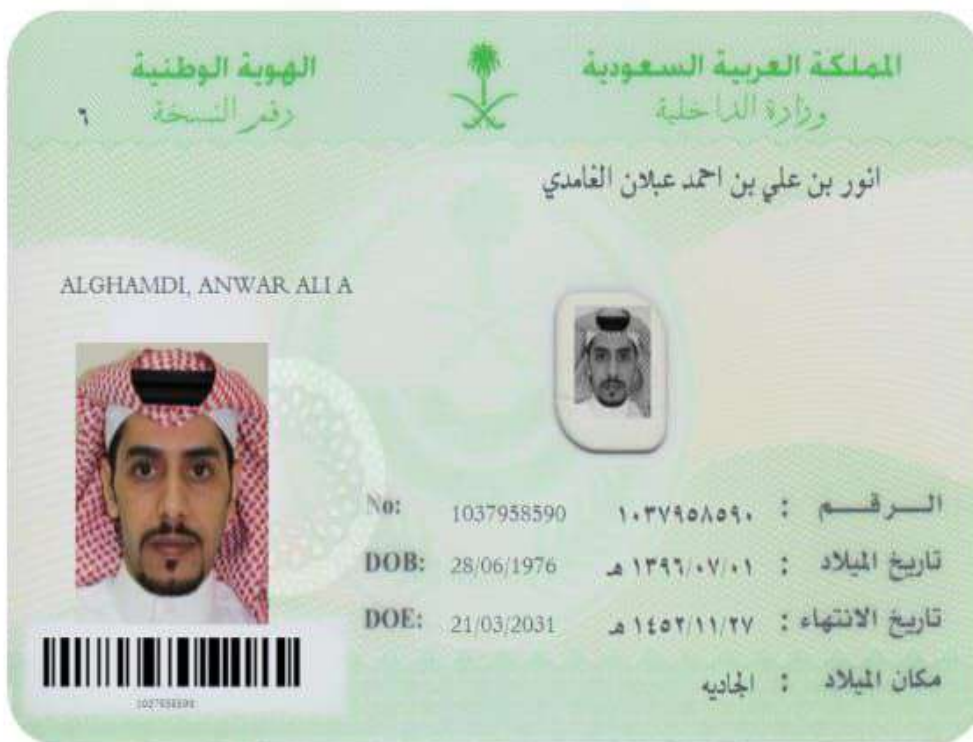 المملكة العربية السعودية
وزارة الداخلية
الهوية الوطنية
رقم النسخة ٦
انور بن علي بن احمد عبلان الغامدي
ALGHAMDI, ANWAR ALI A
الرقم : ١٠٣٧٩٥٨٥٩٠ No: 1037958590
تاريخ الميلاد : ١٣٩٦/٠٧/٠١ هـ DOB: 28/06/1976
تاريخ الانتهاء : ١٤٥٢/١١/٢٧ هـ DOE: 21/03/2031
مكان الميلاد : الجاديه